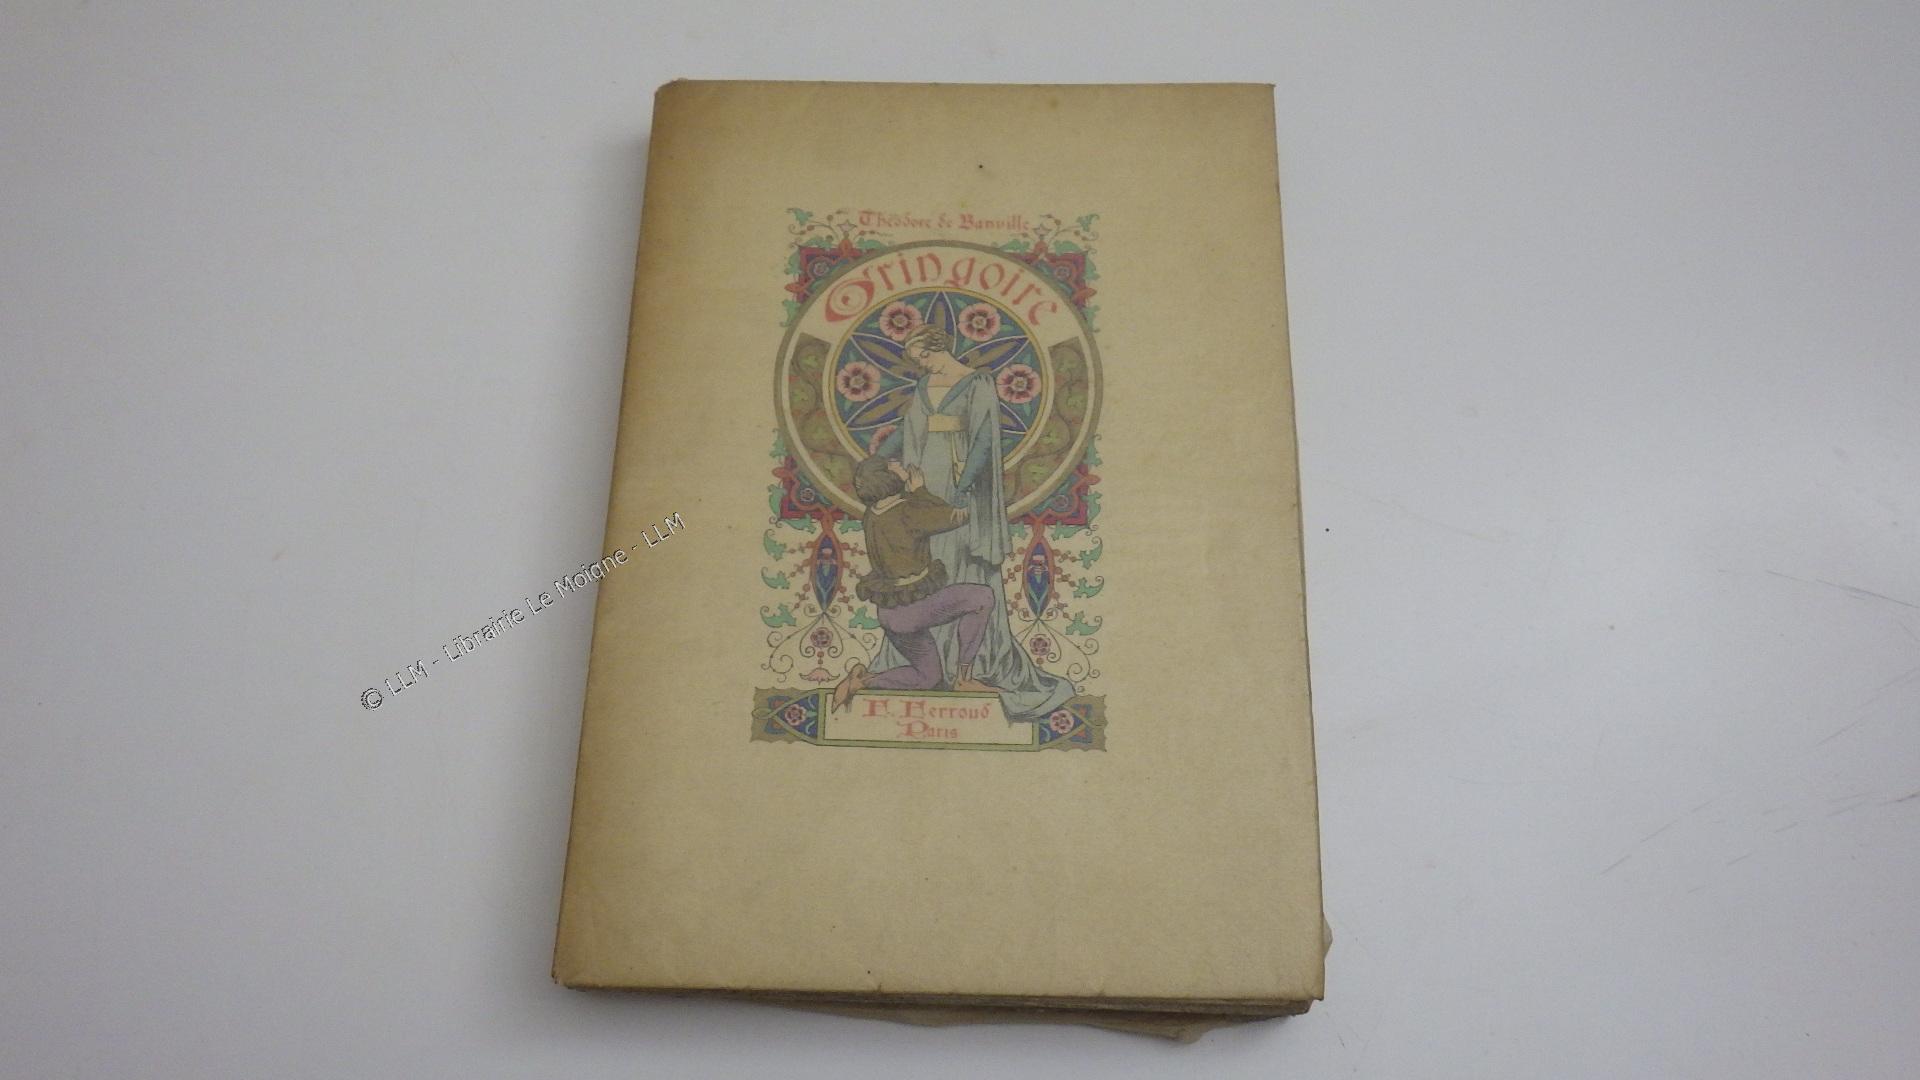 Théodore de Banville
Gringoire
F. Ferroud
Paris
© LLM - Librairie Le Moigne - LLM